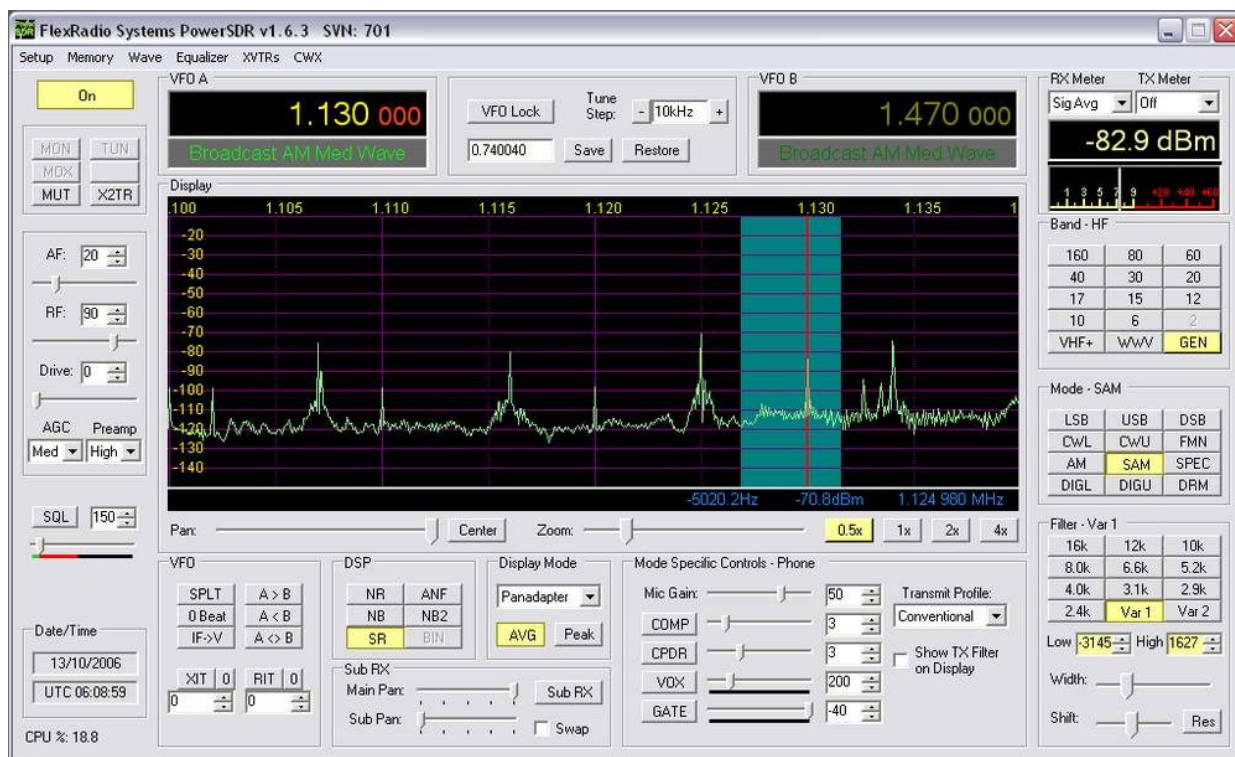 FlexRadio Systems PowerSDR v1.6.3 SVN: 701
Setup Memory Wave Equalizer XVTRs CWX
On
MON TUN
MOX
MUT X2TR
AF: 20
RF: 90
Drive: 0
AGC Preamp
Med High
SQL 150
Date/Time
13/10/2006
UTC 06:08:59
CPU %: 18.8
VFO A
1.130 000
Broadcast AM Med Wave
VFO Lock
Tune Step: - 10kHz +
0.740040 Save Restore
VFO B
1.470 000
Broadcast AM Med Wave
Display
.100 1.105 1.110 1.115 1.120 1.125 1.130 1.135 1
-20
-30
-40
-50
-60
-70
-80
-90
-100
-110
-120
-130
-140
-5020.2Hz -70.8dBm 1.124 980 MHz
Pan: Center Zoom: 0.5x 1x 2x 4x
VFO
SPLT A > B
0 Beat A < B
IF->V A <> B
XIT 0 RIT 0
0 0
DSP
NR ANF
NB NB2
SR BIN
Display Mode
Panadapter
AVG Peak
Sub RX
Main Pan: Sub RX
Sub Pan: Swap
Mode Specific Controls - Phone
Mic Gain: 50
COMP 3
CPDR 3
VOX 200
GATE -40
Transmit Profile:
Conventional
Show TX Filter
on Display
RX Meter TX Meter
Sig Avg Off
-82.9 dBm
1 3 5 7 9 +20 +40 +60
Band - HF
160 80 60
40 30 20
17 15 12
10 6 2
VHF+ WWV GEN
Mode - SAM
LSB USB DSB
CWL CWU FMN
AM SAM SPEC
DIGL DIGU DRM
Filter - Var 1
16k 12k 10k
8.0k 6.6k 5.2k
4.0k 3.1k 2.9k
2.4k Var 1 Var 2
Low -3145 High 1627
Width:
Shift: Res